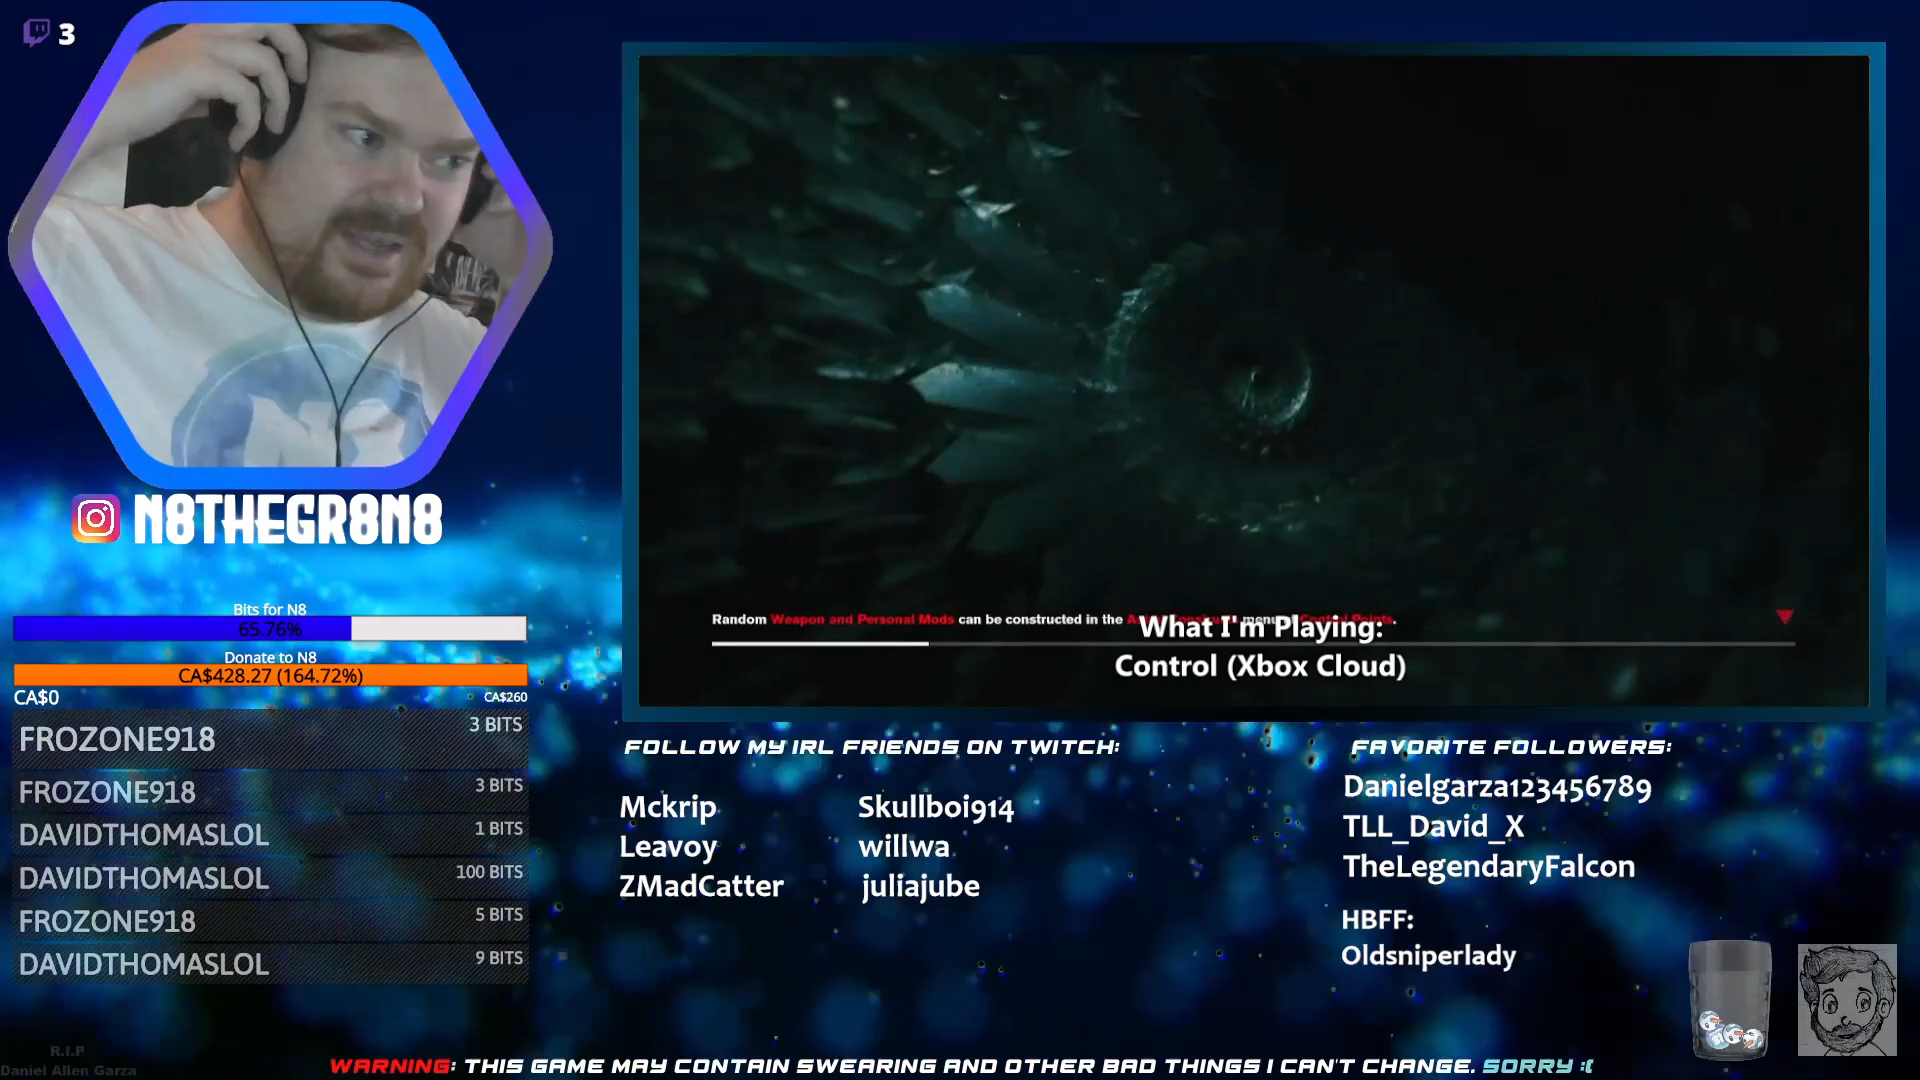 3
N8THEGR8N8
Bits for N8
65.76%
Donate to N8
CA$428.27 (164.72%)
CA$0
CA$260
FROZONE918 3 BITS
FROZONE918 3 BITS
DAVIDTHOMASLOL 1 BITS
DAVIDTHOMASLOL 100 BITS
FROZONE918 5 BITS
DAVIDTHOMASLOL 9 BITS
R.I.P
Daniel Allen Garza
Random Weapon and Personal Mods can be constructed in the
What I'm Playing:
Control (Xbox Cloud)
FOLLOW MY IRL FRIENDS ON TWITCH:
Mckrip Skullboi914
Leavoy willwa
ZMadCatter juliajube
FAVORITE FOLLOWERS:
Danielgarza123456789
TLL_David_X
TheLegendaryFalcon
HBFF:
Oldsniperlady
WARNING: THIS GAME MAY CONTAIN SWEARING AND OTHER BAD THINGS I CAN'T CHANGE. SORRY :(